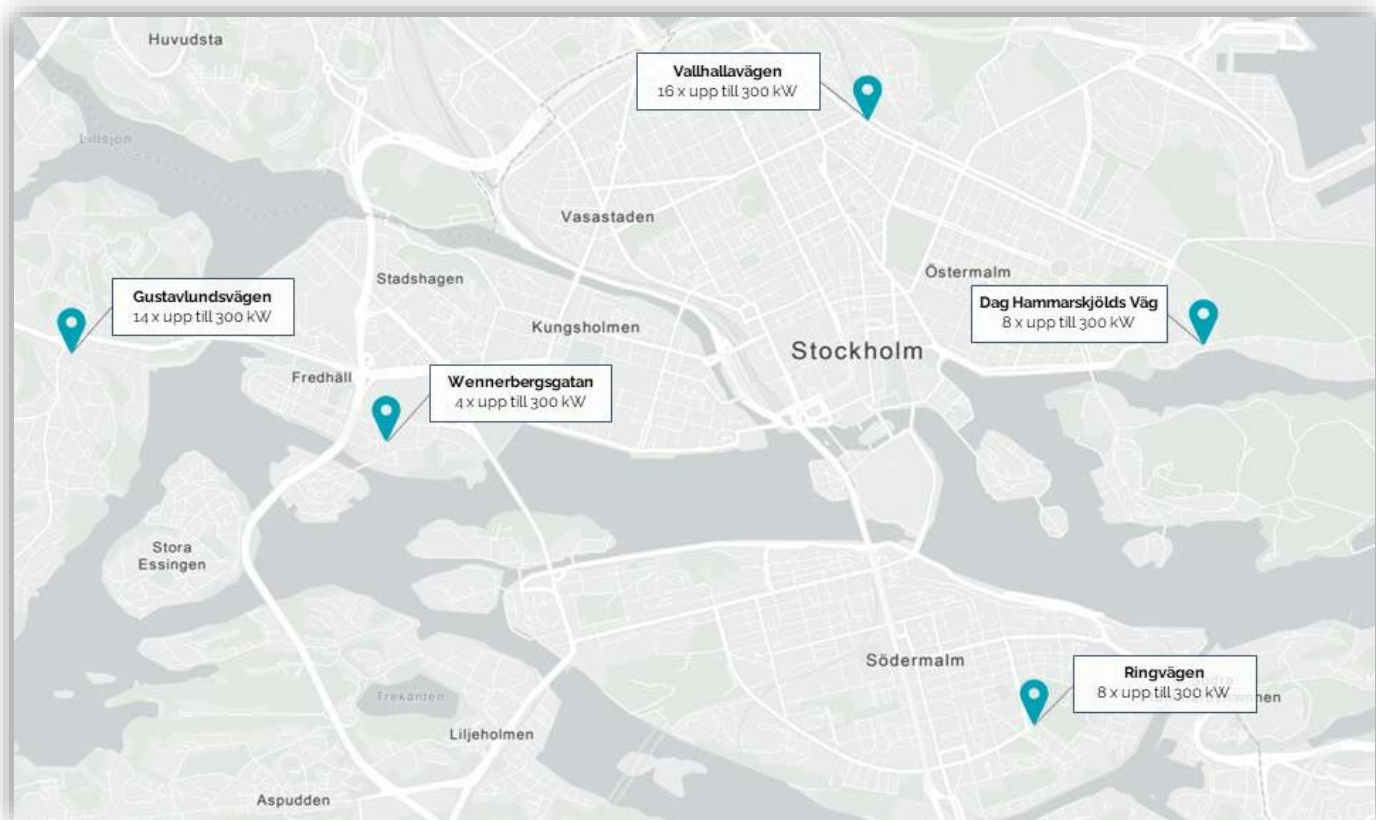 Huvudsta
Vallhallavägen
16 x upp till 300 kW
Lillsjön
Vasastaden
Stadshagen
Östermalm
Gustavlundsvägen
14 x upp till 300 kW
Dag Hammarskjölds Väg
8 x upp till 300 kW
Kungsholmen
Stockholm
Fredhäll
Wennerbergsgatan
4 x upp till 300 kW
Stora
Essingen
Södermalm
Ringvägen
8 x upp till 300 kW
Trekanten
Liljeholmen
Aspudden